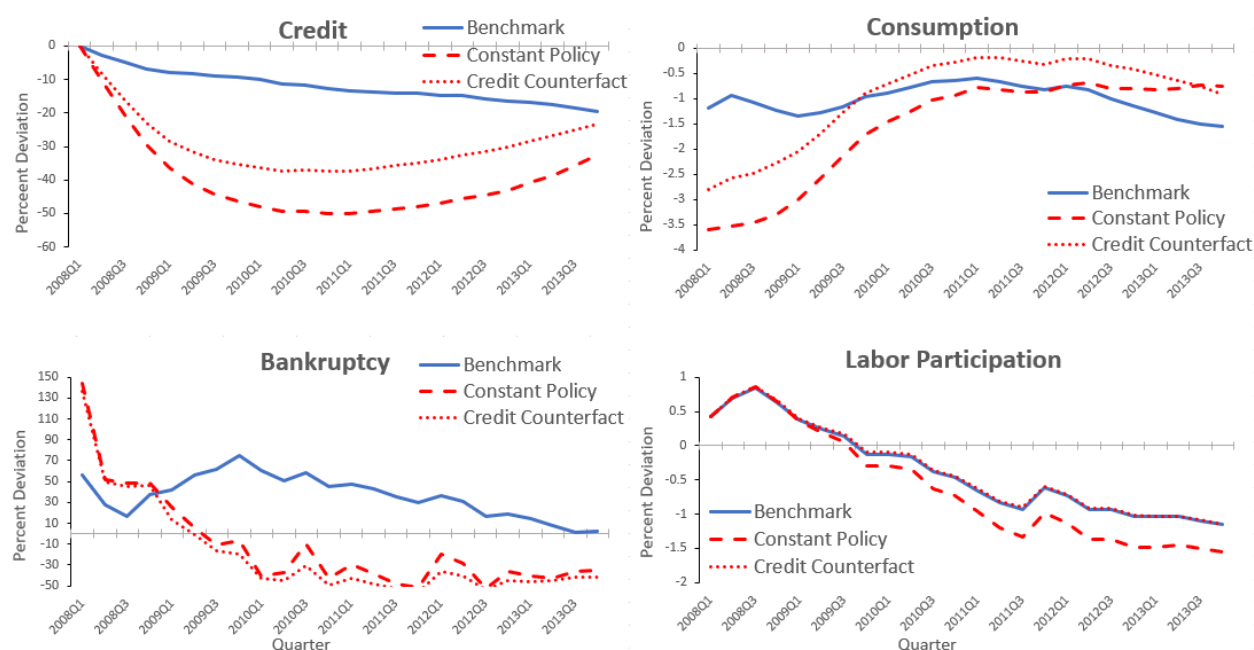 Credit
Benchmark
Constant Policy
Credit Counterfact
Perceent Deviation
0
-10
-20
-30
-40
-50
-60
2008Q1
2008Q3
2009Q1
2009Q3
2010Q1
2010Q3
2011Q1
2011Q3
2012Q1
2012Q3
2013Q1
2013Q3
Consumption
Percent Deviation
0
-0.5
-1
-1.5
-2
-2.5
-3
-3.5
-4
Benchmark
Constant Policy
Credit Counterfact
2008Q1
2008Q3
2009Q1
2009Q3
2010Q1
2010Q3
2011Q1
2011Q3
2012Q1
2012Q3
2013Q1
2013Q3
Bankruptcy
Benchmark
Constant Policy
Credit Counterfact
Percent Deviation
150
130
110
90
70
50
30
10
-10
-30
-50
2008Q1
2008Q3
2009Q1
2009Q3
2010Q1
2010Q3
2011Q1
2011Q3
2012Q1
2012Q3
2013Q1
2013Q3
Quarter
Labor Participation
Percent Deviation
1
0.5
0
-0.5
-1
-1.5
-2
Benchmark
Constant Policy
Credit Counterfact
2008Q1
2008Q3
2009Q1
2009Q3
2010Q1
2010Q3
2011Q1
2011Q3
2012Q1
2012Q3
2013Q1
2013Q3
Quarter